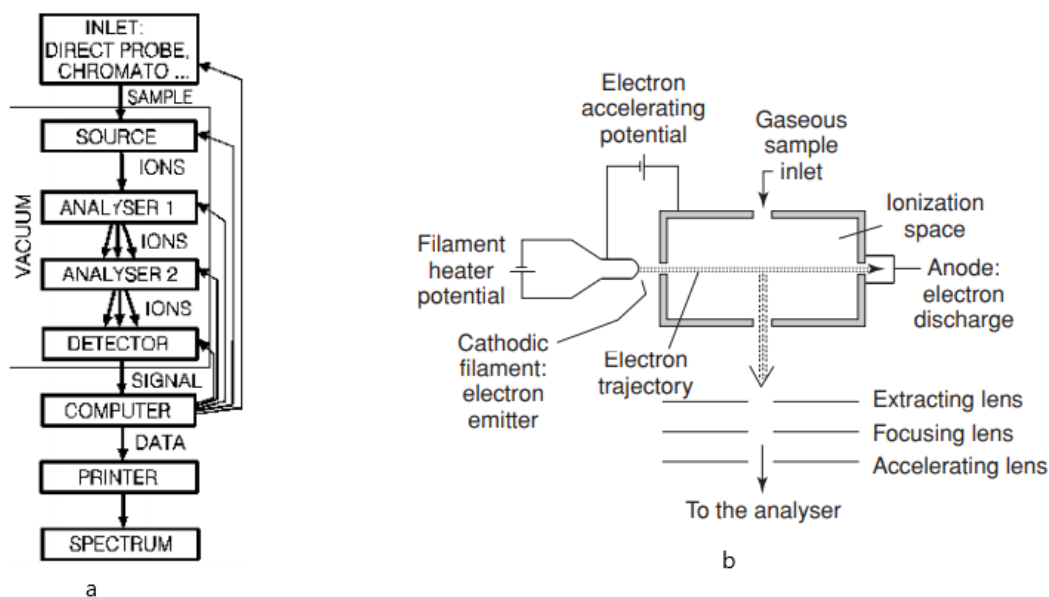 INLET:
DIRECT PROBE,
CHROMATO ...
SAMPLE
SOURCE
IONS
ANALYSER 1
IONS
ANALYSER 2
IONS
DETECTOR
SIGNAL
COMPUTER
DATA
PRINTER
SPECTRUM
VACUUM
a
Electron
accelerating
potential
Gaseous
sample
inlet
Ionization
space
Filament
heater
potential
Anode:
electron
discharge
Cathodic
filament:
electron
emitter
Electron
trajectory
Extracting lens
Focusing lens
Accelerating lens
To the analyser
b